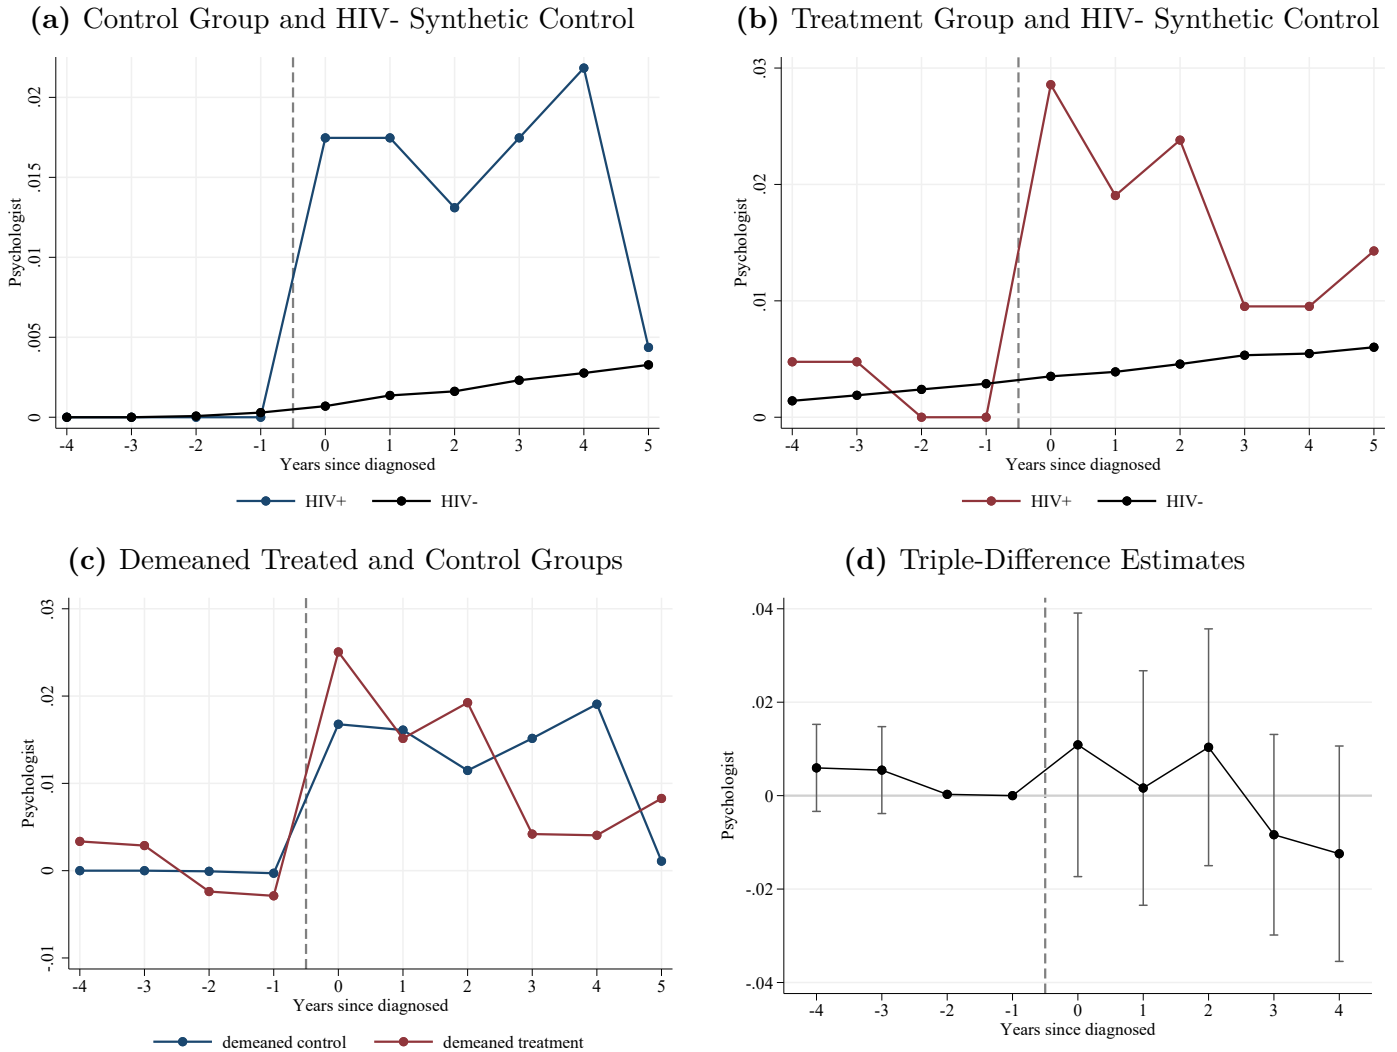 (a) Control Group and HIV- Synthetic Control
Psychologist
.02
.015
.01
.005
0
-4 -3 -2 -1 0 1 2 3 4 5
Years since diagnosed
HIV+ HIV-
(b) Treatment Group and HIV- Synthetic Control
Psychologist
.03
.02
.01
0
-4 -3 -2 -1 0 1 2 3 4 5
Years since diagnosed
HIV+ HIV-
(c) Demeaned Treated and Control Groups
Psychologist
.03
.02
.01
0
-.01
-4 -3 -2 -1 0 1 2 3 4 5
Years since diagnosed
demeaned control demeaned treatment
(d) Triple-Difference Estimates
Psychologist
.04
.02
0
-.02
-.04
-4 -3 -2 -1 0 1 2 3 4
Years since diagnosed